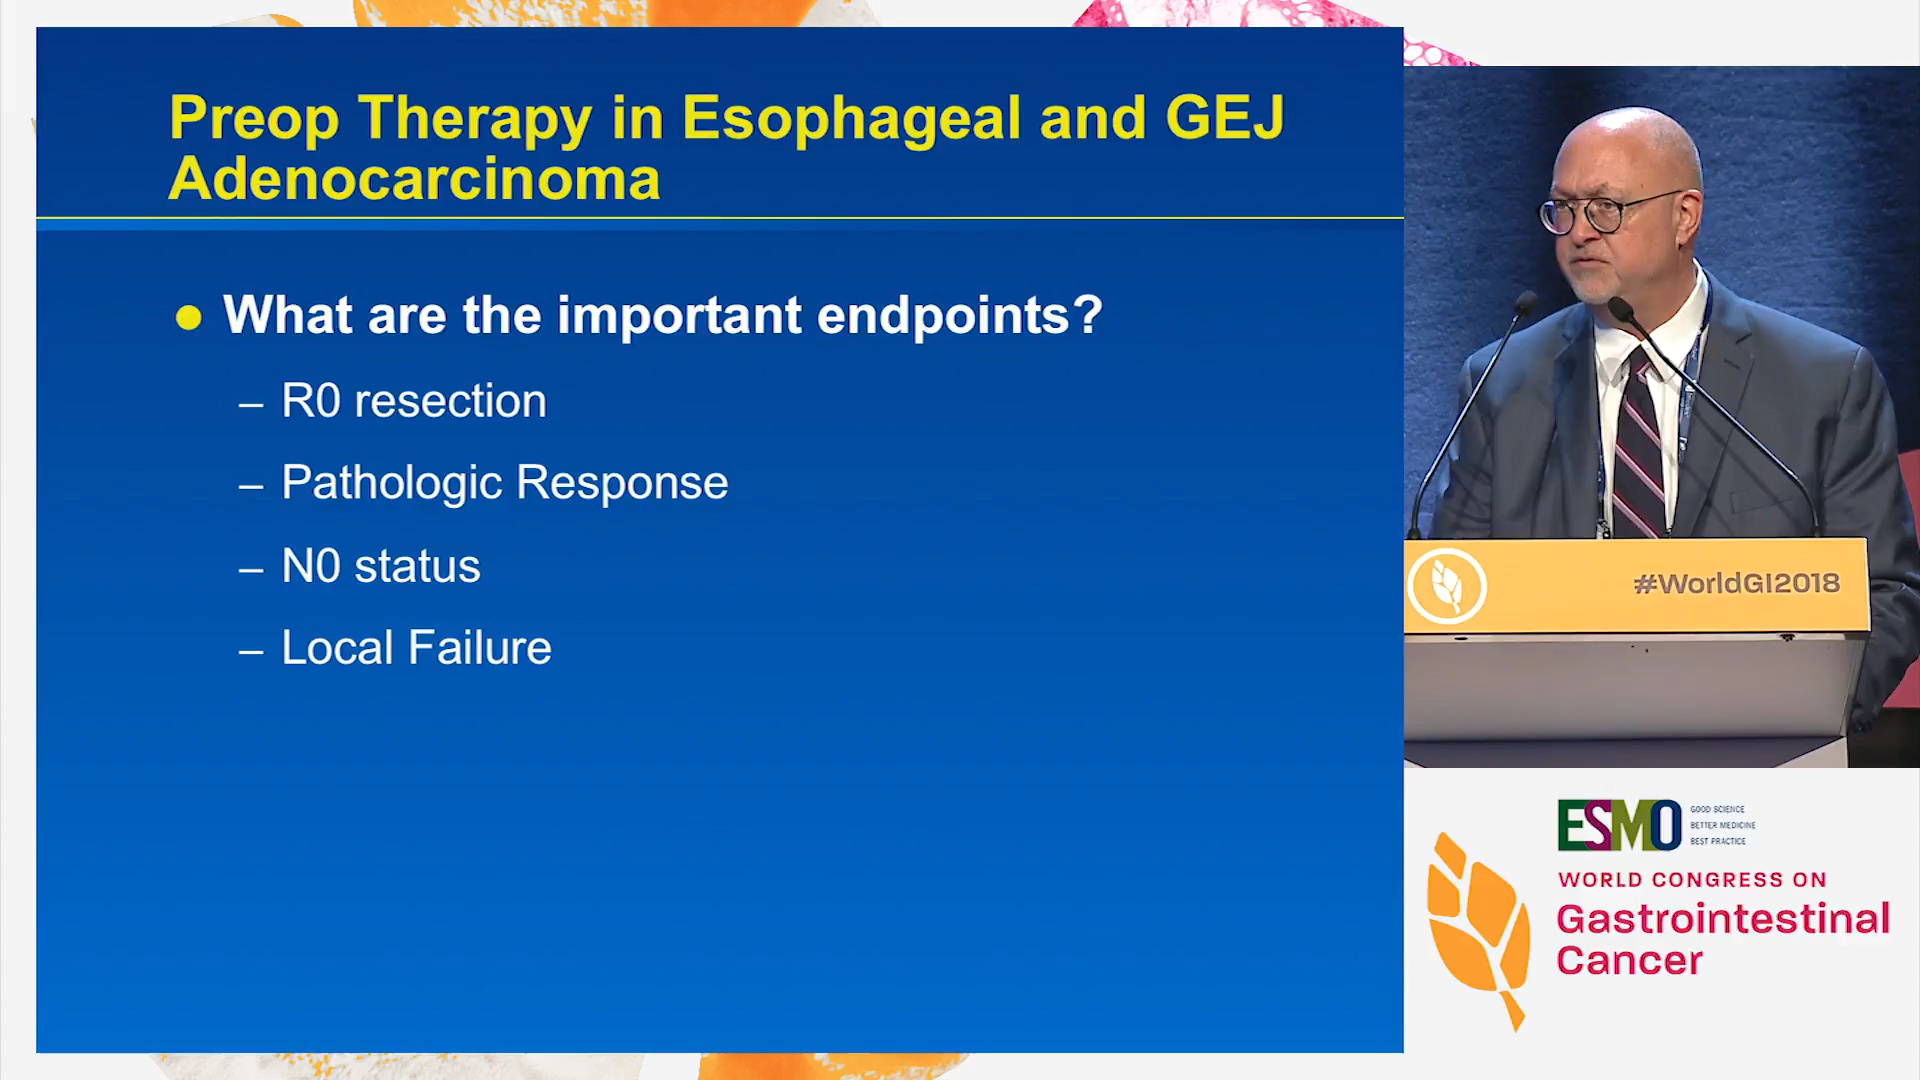 Preop Therapy in Esophageal and GEJ
Adenocarcinoma
● What are the important endpoints?
– R0 resection
– Pathologic Response
– N0 status
– Local Failure
#WorldGI2018
ESMO
GOOD SCIENCE
BETTER MEDICINE
BEST PRACTICE
WORLD CONGRESS ON
Gastrointestinal
Cancer